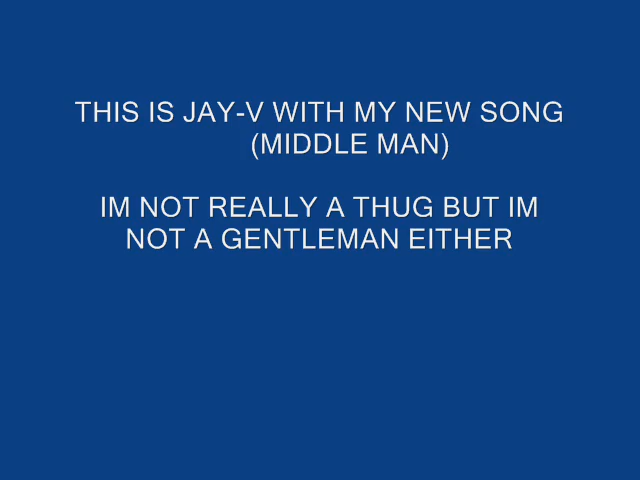 THIS IS JAY-V WITH MY NEW SONG
(MIDDLE MAN)
IM NOT REALLY A THUG BUT IM
NOT A GENTLEMAN EITHER